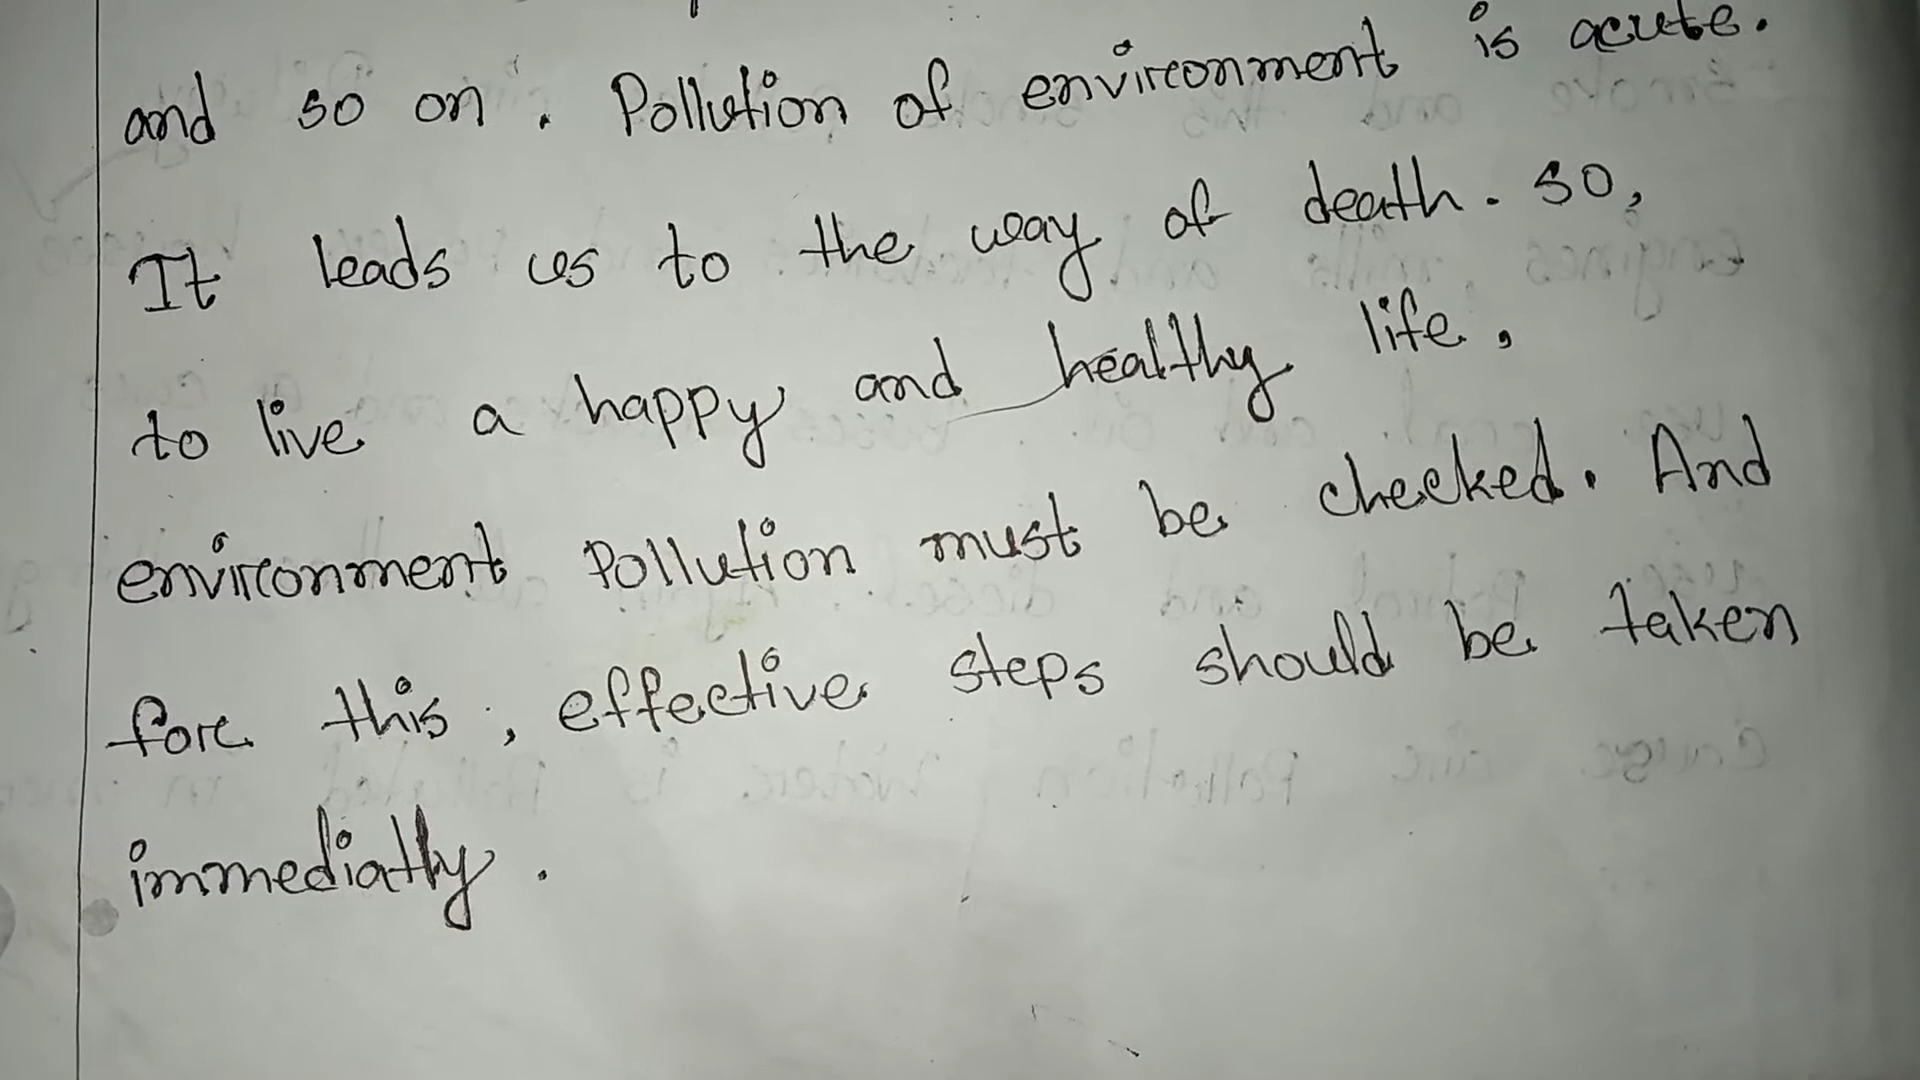 and so on. Pollution of environment is acute.
It leads us to the way of death. so,
to live a happy and healthy life,
environment pollution must be checked. And
for this, effective steps should be taken
immediatly.